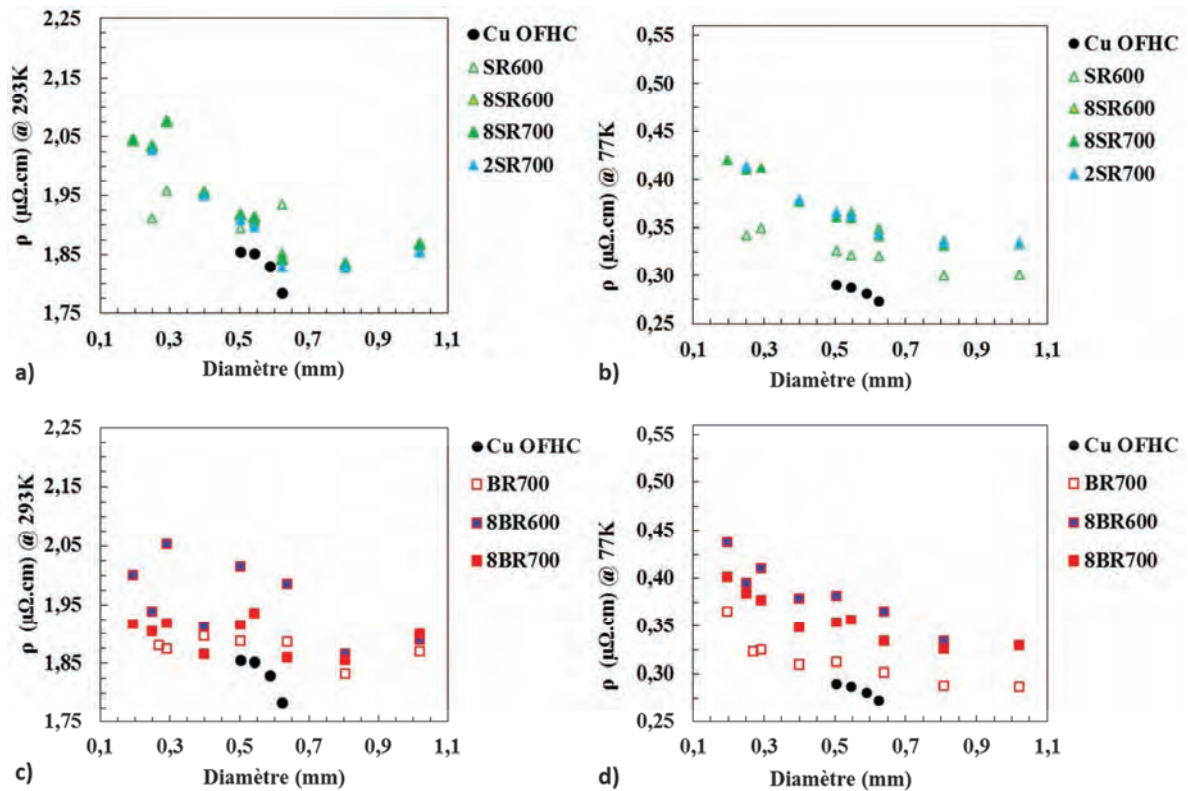 2,25
2,15
2,05
1,95
1,85
1,75
ρ (μΩ.cm) @ 293K
0,1 0,3 0,5 0,7 0,9 1,1
Diamètre (mm)
a)
Cu OFHC
SR600
8SR600
8SR700
2SR700
0,55
0,50
0,45
0,40
0,35
0,30
0,25
ρ (μΩ.cm) @ 77K
0,1 0,3 0,5 0,7 0,9 1,1
Diamètre (mm)
b)
Cu OFHC
SR600
8SR600
8SR700
2SR700
2,25
2,15
2,05
1,95
1,85
1,75
ρ (μΩ.cm) @ 293K
0,1 0,3 0,5 0,7 0,9 1,1
Diamètre (mm)
c)
Cu OFHC
BR700
8BR600
8BR700
0,55
0,50
0,45
0,40
0,35
0,30
0,25
ρ (μΩ.cm) @ 77K
0,1 0,3 0,5 0,7 0,9 1,1
Diamètre (mm)
d)
Cu OFHC
BR700
8BR600
8BR700